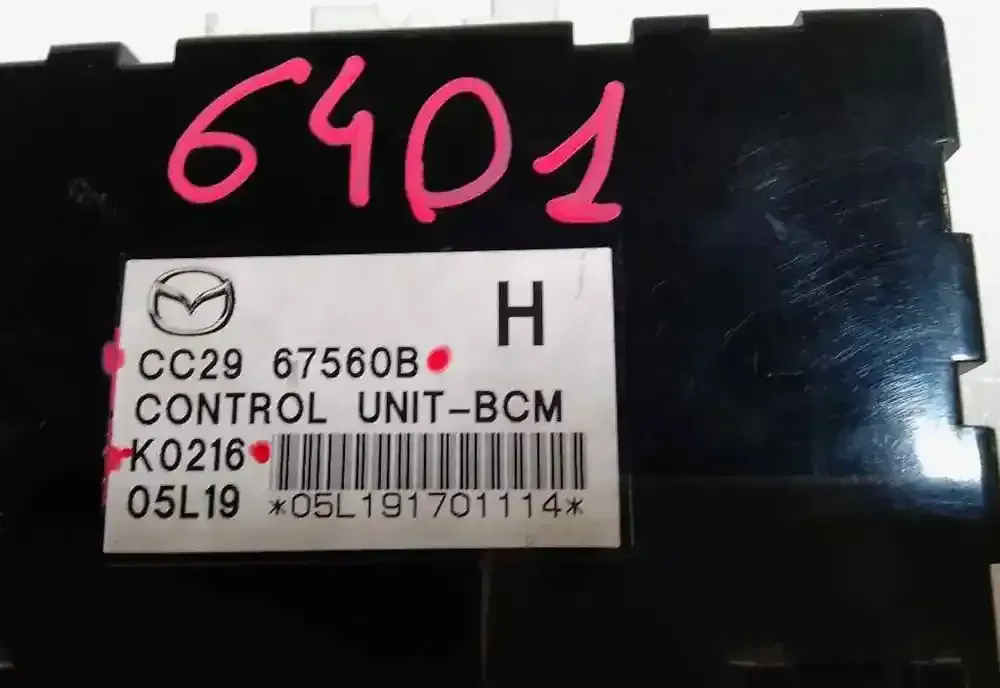 6401
H
CC29 67560B
CONTROL UNIT-BCM
K0216
05L19 *05L191701114*